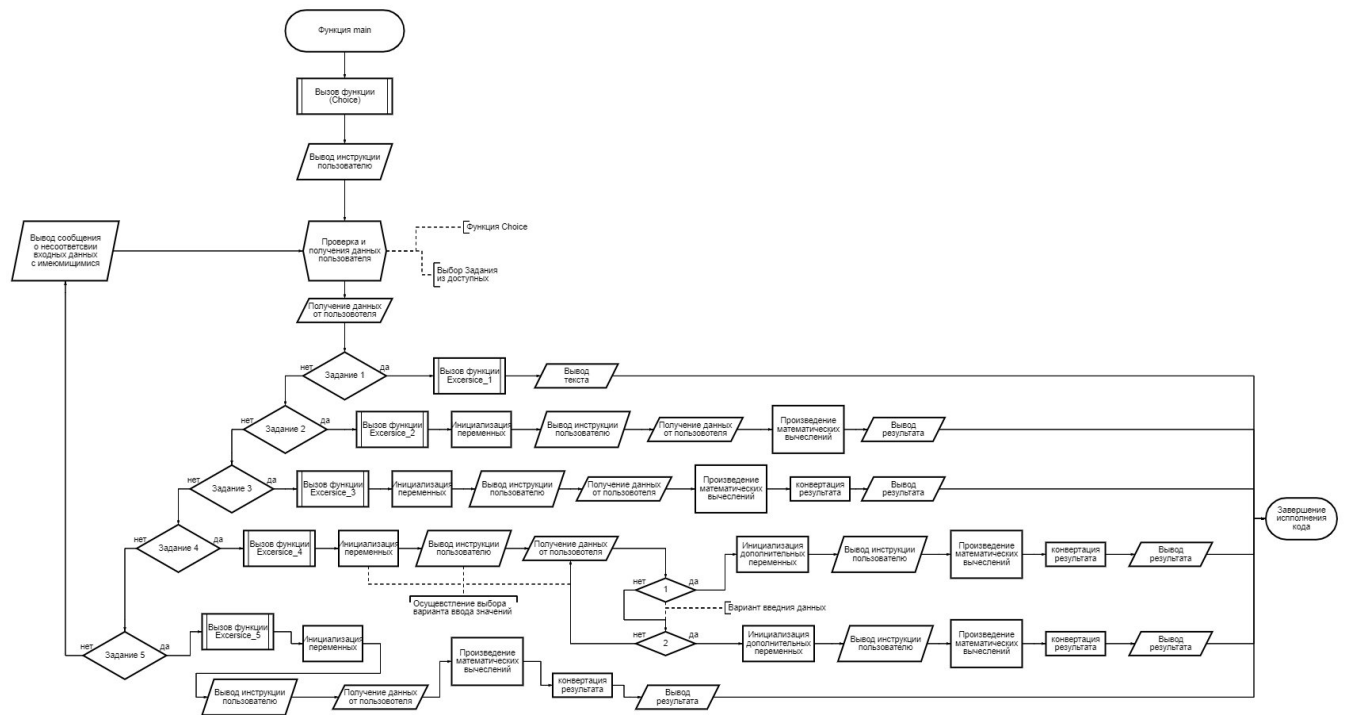 Функция main
Вызов функции
(Choice)
Вывод инструкции
пользователю
Вывод сообщения
о несоответсвии
входных данных
с имеюмищимися
Проверка и
получения данных
пользователя
Функция Choice
Выбор Задания
из доступных
Получение данных
от пользовотеля
нет
Задание 1
да
Вызов функции
Excersice_1
Вывод
текста
нет
Задание 2
да
Вызов функции
Excersice_2
Инициализация
переменных
Вывод инструкции
пользователю
Получение данных
от пользовотеля
Произведение
математических
вычеслений
Вывод
результата
нет
Задание 3
да
Вызов функции
Excersice_3
Инициализация
переменных
Вывод инструкции
пользователю
Получение данных
от пользовотеля
Произведение
математических
вычеслений
конвертация
результата
Вывод
результата
Завершение
испполнения
кода
нет
Задание 4
да
Вызов функции
Excersice_4
Инициализация
переменных
Вывод инструкции
пользователю
Получение данных
от пользовотеля
Осущевстление выбора
варианта ввода значений
нет
1
да
Инициализация
дополнительных
переменных
Вывод инструкции
пользователю
Произведение
математических
вычеслений
конвертация
результата
Вывод
результата
Вариант введния данных
нет
2
да
Инициализация
дополнительных
переменных
Вывод инструкции
пользователю
Произведение
математических
вычеслений
конвертация
результата
Вывод
результата
нет
Задание 5
да
Вызов функции
Excersice_5
Инициализация
переменных
Вывод инструкции
пользователю
Получение данных
от пользовотеля
Произведение
математических
вычеслений
конвертация
результата
Вывод
результата